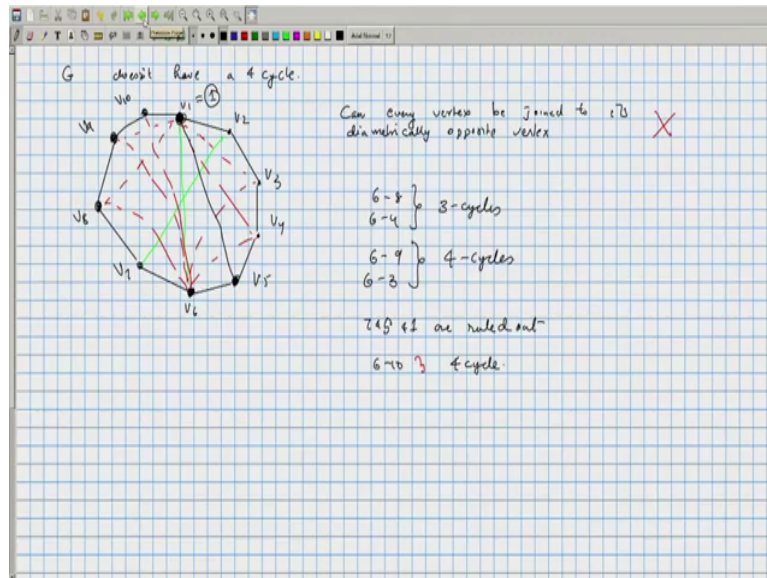 G doesn't have a 4 cycle.
v10
v1 = 1
v2
v9
v3
v8
v4
v7
v5
v6
Can every vertex be joined to its
diametrically opposite vertex
6-8
6-4
3-cycles
6-9
6-3
4-cycles
7 & 5 & 1 are ruled out
6-10 } 4 cycle.